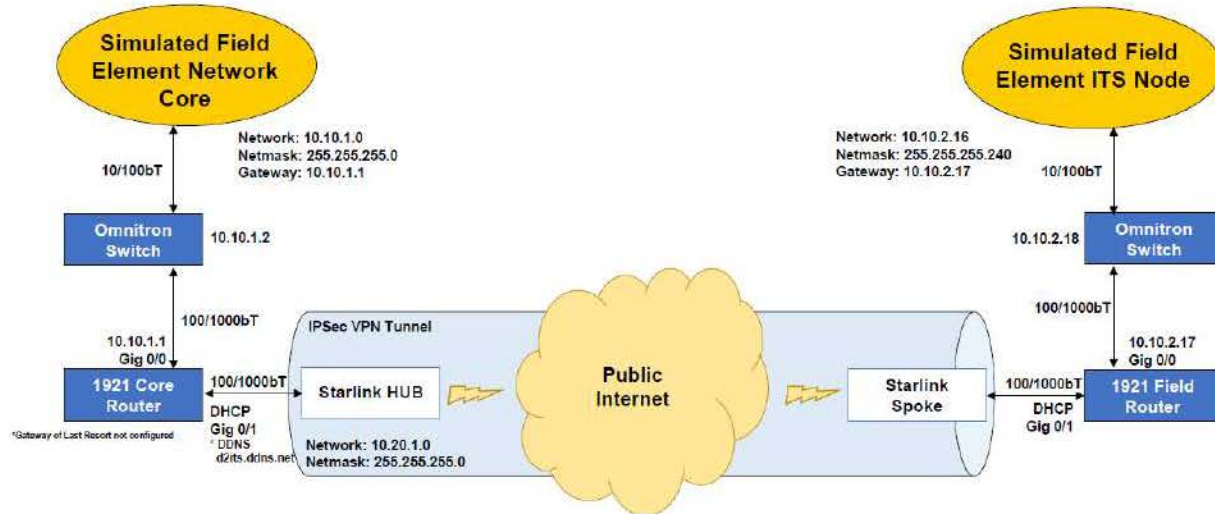 Simulated Field
Element Network
Core
Simulated Field
Element ITS Node
Network: 10.10.1.0
Netmask: 255.255.255.0
Gateway: 10.10.1.1
Network: 10.10.2.16
Netmask: 255.255.255.240
Gateway: 10.10.2.17
10/100bT
10/100bT
Omnitron
Switch
10.10.1.2
10.10.2.18
Omnitron
Switch
100/1000bT
100/1000bT
IPSec VPN Tunnel
10.10.1.1
Gig 0/0
10.10.2.17
Gig 0/0
1921 Core
Router
100/1000bT
Starlink HUB
Public
Internet
Starlink
Spoke
100/1000bT
1921 Field
Router
*Gateway of Last Resort not configured
DHCP
Gig 0/1
* DDNS
d2its.ddns.net
Network: 10.20.1.0
Netmask: 255.255.255.0
DHCP
Gig 0/1